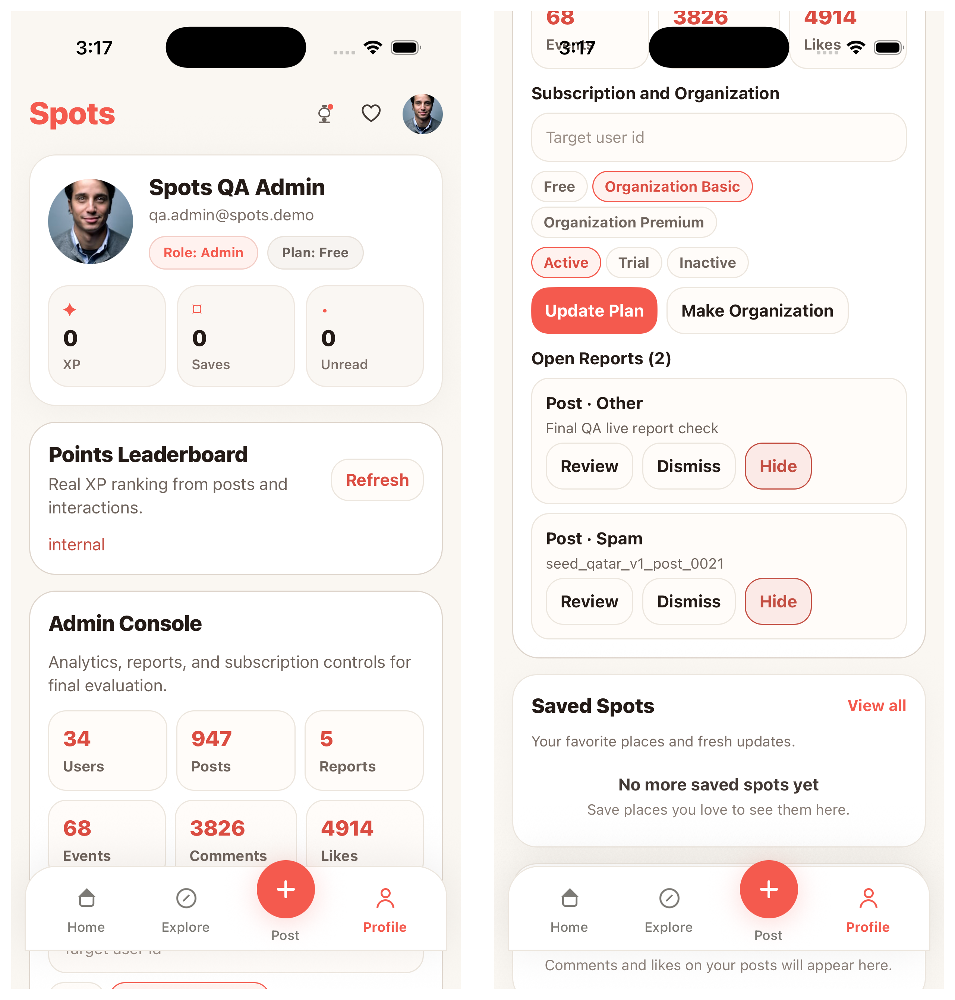 3:17
Spots
Spots QA Admin
qa.admin@spots.demo
Role: Admin
Plan: Free
0
XP
0
Saves
0
Unread
Points Leaderboard
Real XP ranking from posts and
interactions.
Refresh
internal
Admin Console
Analytics, reports, and subscription controls for
final evaluation.
34
Users
947
Posts
5
Reports
68
Events
3826
Comments
4914
Likes
Home
Explore
Post
Profile
Target user id
68
Events
3826
4914
Likes
3:17
Subscription and Organization
Target user id
Free
Organization Basic
Organization Premium
Active
Trial
Inactive
Update Plan
Make Organization
Open Reports (2)
Post · Other
Final QA live report check
Review
Dismiss
Hide
Post · Spam
seed_qatar_v1_post_0021
Review
Dismiss
Hide
Saved Spots
View all
Your favorite places and fresh updates.
No more saved spots yet
Save places you love to see them here.
Home
Explore
Post
Profile
Comments and likes on your posts will appear here.